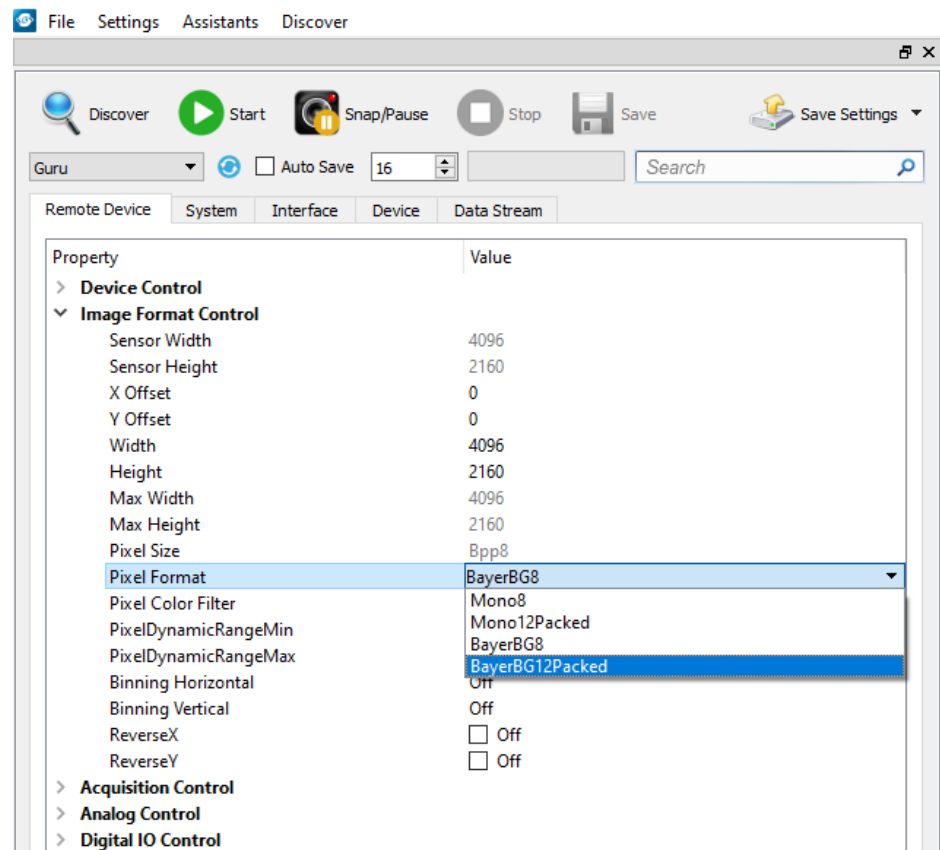 File Settings Assistants Discover
Discover Start Snap/Pause Stop Save Save Settings
Guru Auto Save 16 Search
Remote Device System Interface Device Data Stream
Property Value
Device Control
Image Format Control
Sensor Width 4096
Sensor Height 2160
X Offset 0
Y Offset 0
Width 4096
Height 2160
Max Width 4096
Max Height 2160
Pixel Size Bpp8
Pixel Format BayerBG8
Pixel Color Filter Mono8
PixelDynamicRangeMin Mono12Packed
BayerBG8
PixelDynamicRangeMax BayerBG12Packed
Binning Horizontal Off
Binning Vertical Off
ReverseX Off
ReverseY Off
Acquisition Control
Analog Control
Digital IO Control